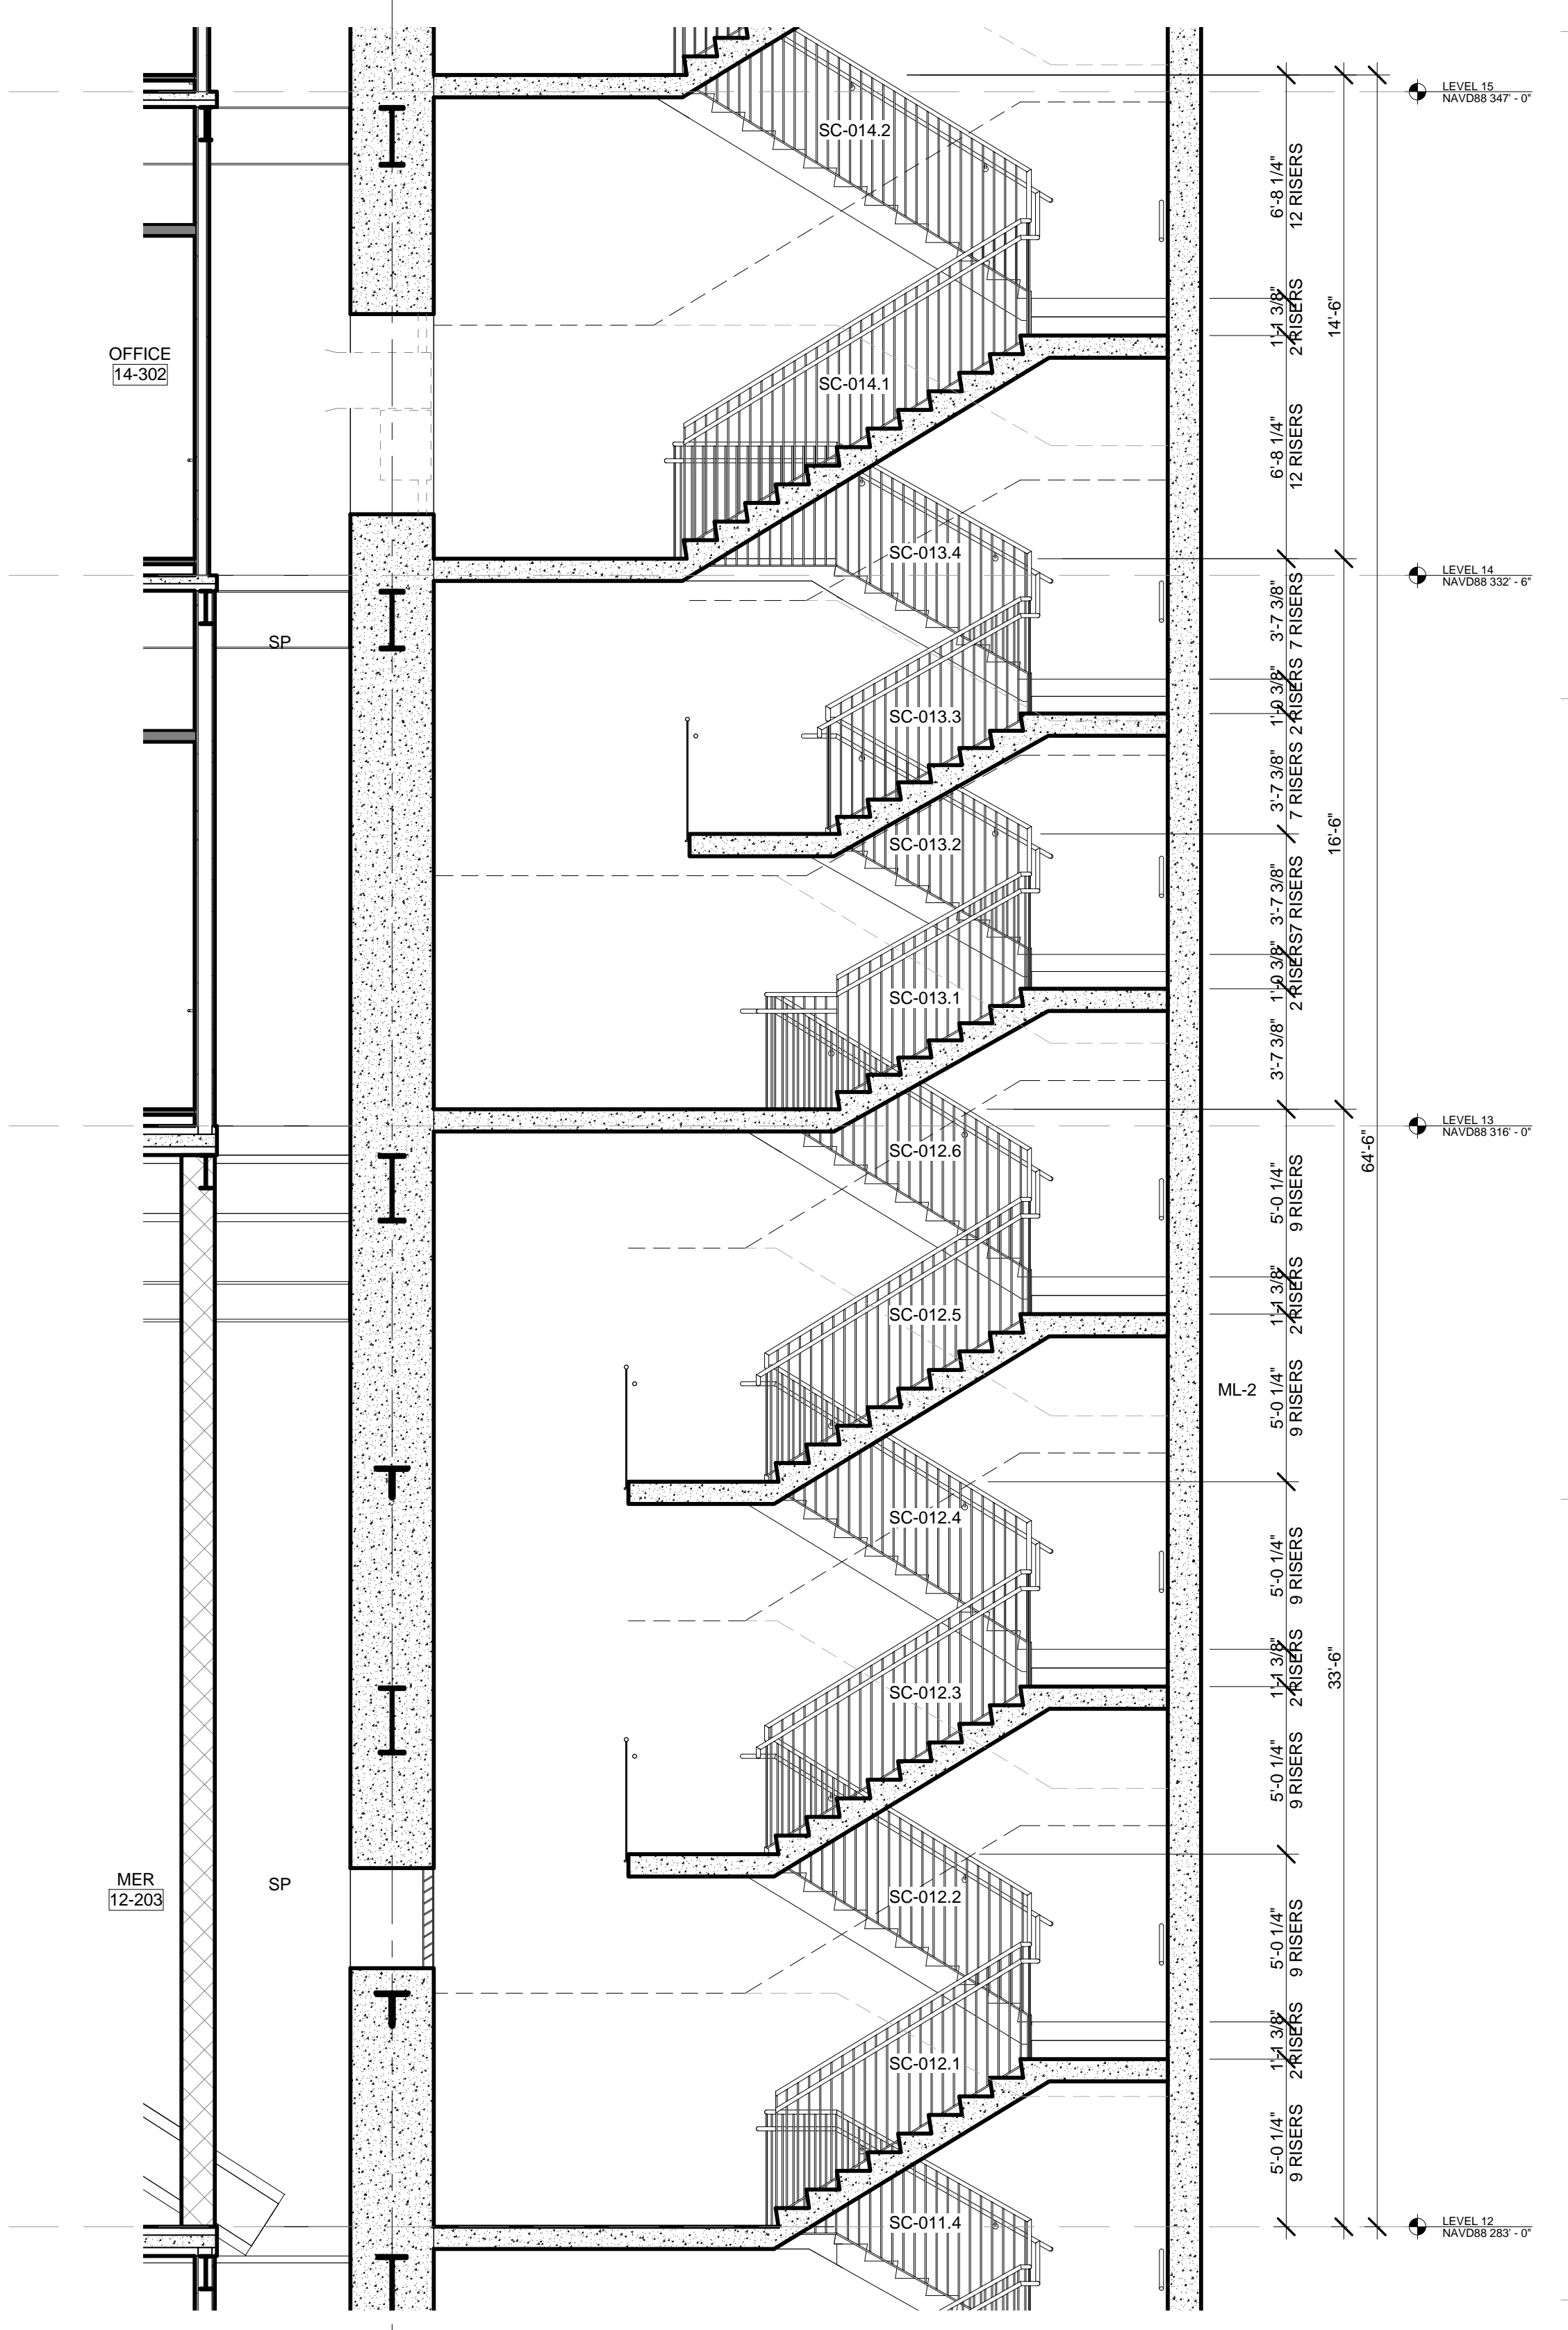 LEVEL 15
NAVD88 347' - 0"
SC-014.2
6'-8 1/4"
12 RISERS
1'-1 3/8"
2 RISERS
14'-6"
OFFICE
14-302
SC-014.1
6'-8 1/4"
12 RISERS
SC-013.4
LEVEL 14
NAVD88 332' - 6"
3'-7 3/8"
7 RISERS
SP
1'-0 3/8"
2 RISERS
SC-013.3
3'-7 3/8"
7 RISERS
16'-6"
SC-013.2
3'-7 3/8"
7 RISERS
1'-0 3/8"
2 RISERS
SC-013.1
3'-7 3/8"
LEVEL 13
NAVD88 316' - 0"
64'-6"
SC-012.6
5'-0 1/4"
9 RISERS
1'-1 3/8"
2 RISERS
SC-012.5
ML-2
5'-0 1/4"
9 RISERS
SC-012.4
5'-0 1/4"
9 RISERS
1'-1 3/8"
2 RISERS
33'-6"
SC-012.3
5'-0 1/4"
9 RISERS
MER
12-203
SP
SC-012.2
5'-0 1/4"
9 RISERS
1'-1 3/8"
2 RISERS
SC-012.1
5'-0 1/4"
9 RISERS
SC-011.4
LEVEL 12
NAVD88 283' - 0"